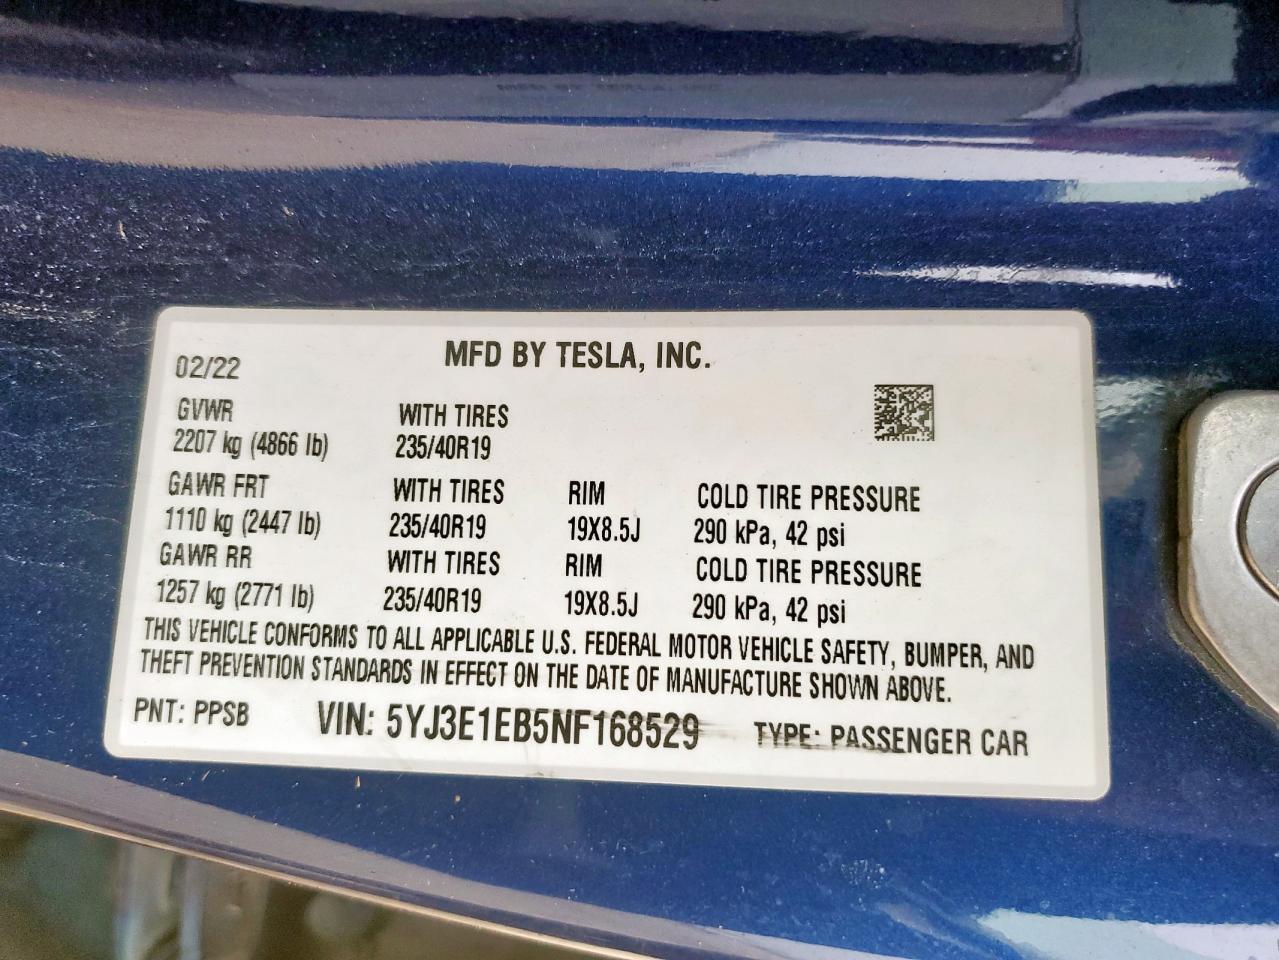 MFD BY TESLA, INC.
02/22
GVWR WITH TIRES
2207 kg (4866 lb) 235/40R19
GAWR FRT WITH TIRES RIM COLD TIRE PRESSURE
1110 kg (2447 lb) 235/40R19 19X8.5J 290 kPa, 42 psi
GAWR RR WITH TIRES RIM COLD TIRE PRESSURE
1257 kg (2771 lb) 235/40R19 19X8.5J 290 kPa, 42 psi
THIS VEHICLE CONFORMS TO ALL APPLICABLE U.S. FEDERAL MOTOR VEHICLE SAFETY, BUMPER, AND
THEFT PREVENTION STANDARDS IN EFFECT ON THE DATE OF MANUFACTURE SHOWN ABOVE.
PNT: PPSB VIN: 5YJ3E1EB5NF168529 TYPE: PASSENGER CAR